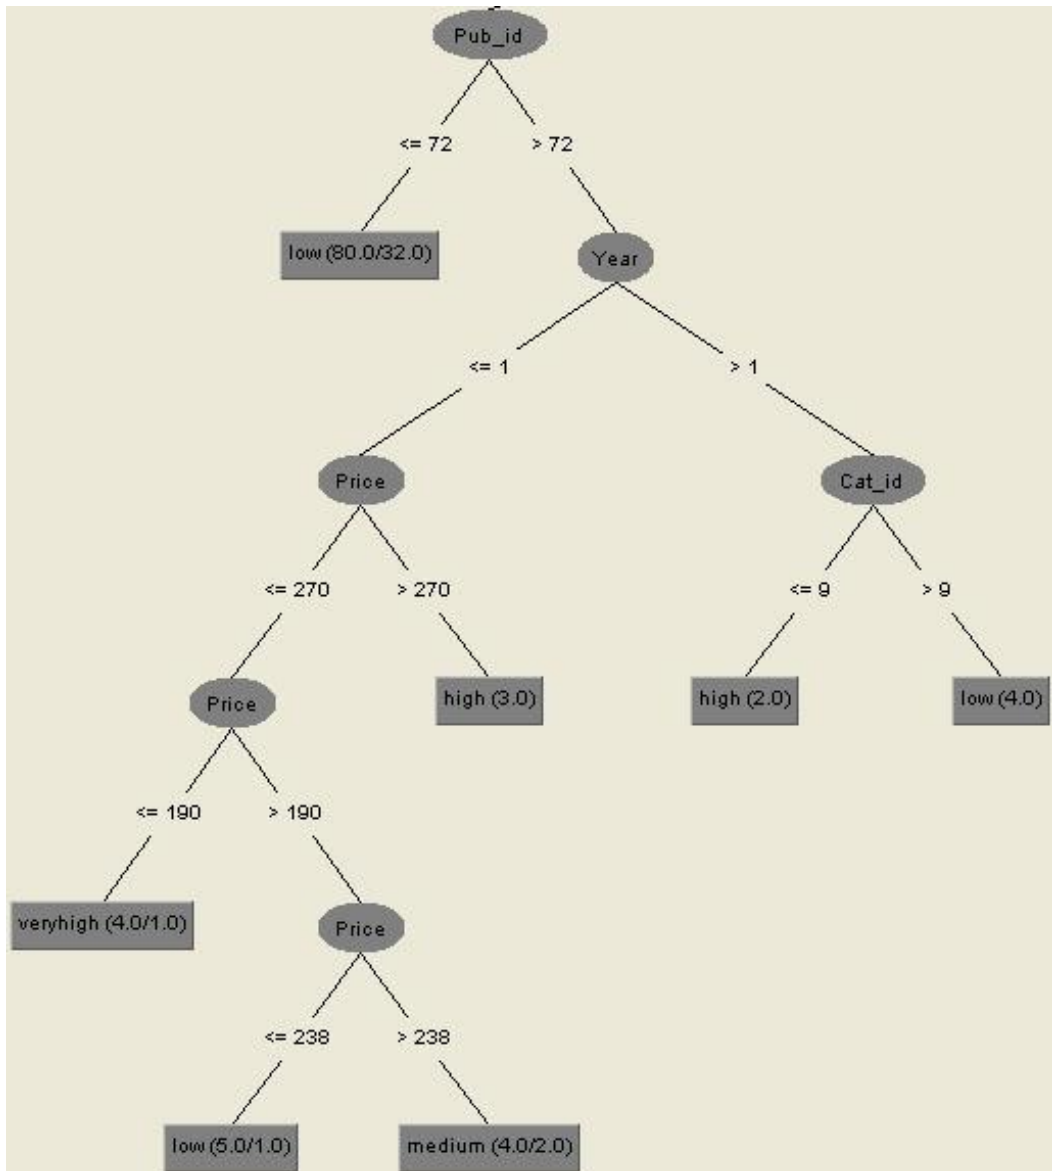 Pub_id
<= 72
> 72
low (80.0/32.0)
Year
<= 1
> 1
Price
Cat_id
<= 270
> 270
<= 9
> 9
Price
high (3.0)
high (2.0)
low (4.0)
<= 190
> 190
veryhigh (4.0/1.0)
Price
<= 238
> 238
low (5.0/1.0)
medium (4.0/2.0)